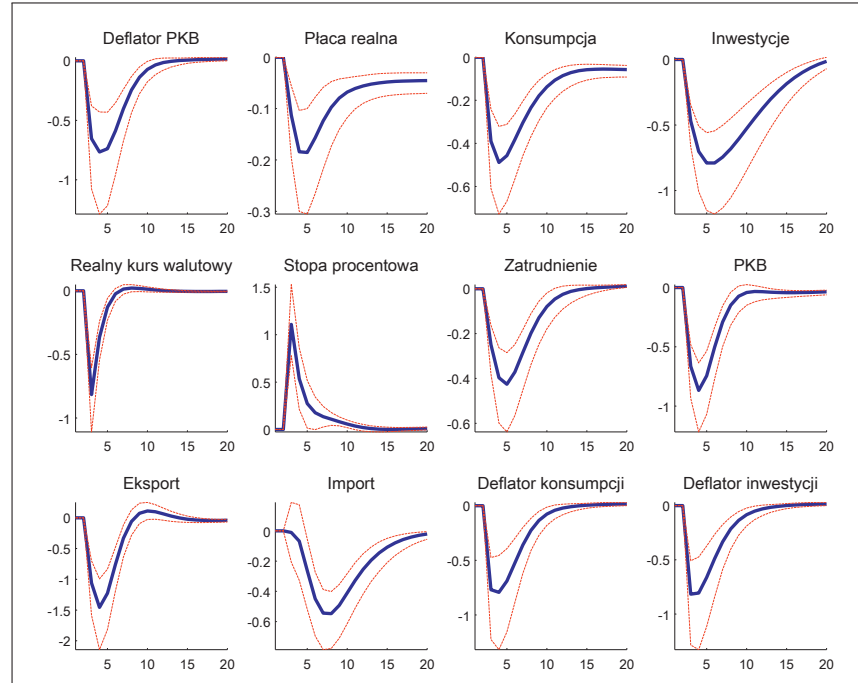 Deflator PKB
0
-0.5
-1
5 10 15 20
Płaca realna
0
-0.1
-0.2
-0.3
5 10 15 20
Konsumpcja
0
-0.2
-0.4
-0.6
5 10 15 20
Inwestycje
0
-0.5
-1
5 10 15 20
Realny kurs walutowy
0
-0.5
-1
5 10 15 20
Stopa procentowa
1.5
1
0.5
0
5 10 15 20
Zatrudnienie
0
-0.2
-0.4
-0.6
5 10 15 20
PKB
0
-0.5
-1
5 10 15 20
Eksport
0
-0.5
-1
-1.5
-2
5 10 15 20
Import
0
-0.2
-0.4
-0.6
5 10 15 20
Deflator konsumpcji
0
-0.5
-1
5 10 15 20
Deflator inwestycji
0
-0.5
-1
5 10 15 20